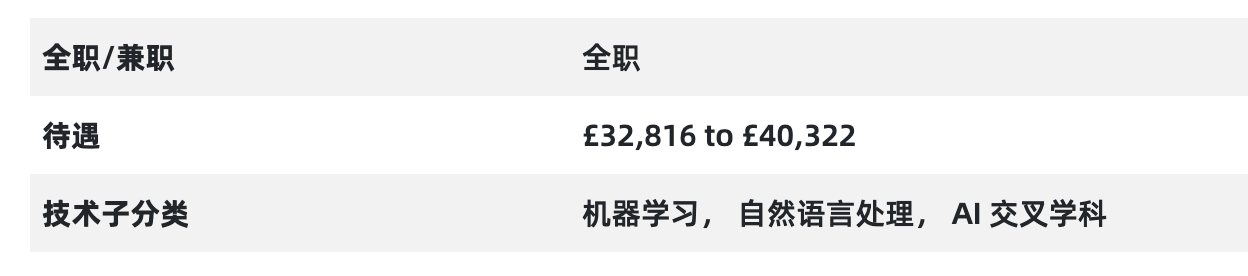 全职/兼职 全职
待遇 £32,816 to £40,322
技术子分类 机器学习， 自然语言处理， AI 交叉学科